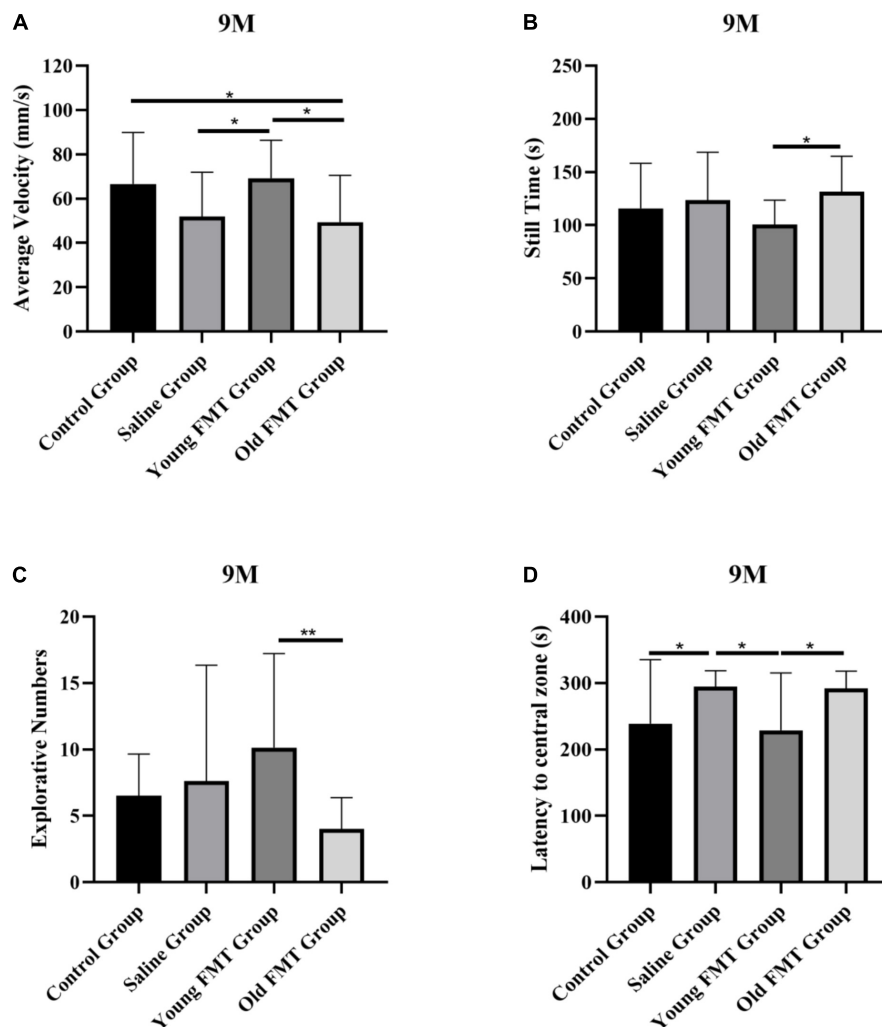 A
9M
Average Velocity (mm/s)
120
100
80
60
40
20
0
*
*
*
Control Group
Saline Group
Young FMT Group
Old FMT Group
B
9M
Still Time (s)
250
200
150
100
50
0
*
Control Group
Saline Group
Young FMT Group
Old FMT Group
C
9M
Explorative Numbers
20
15
10
5
0
**
Control Group
Saline Group
Young FMT Group
Old FMT Group
D
9M
Latency to central zone (s)
400
300
200
100
0
*
*
*
Control Group
Saline Group
Young FMT Group
Old FMT Group